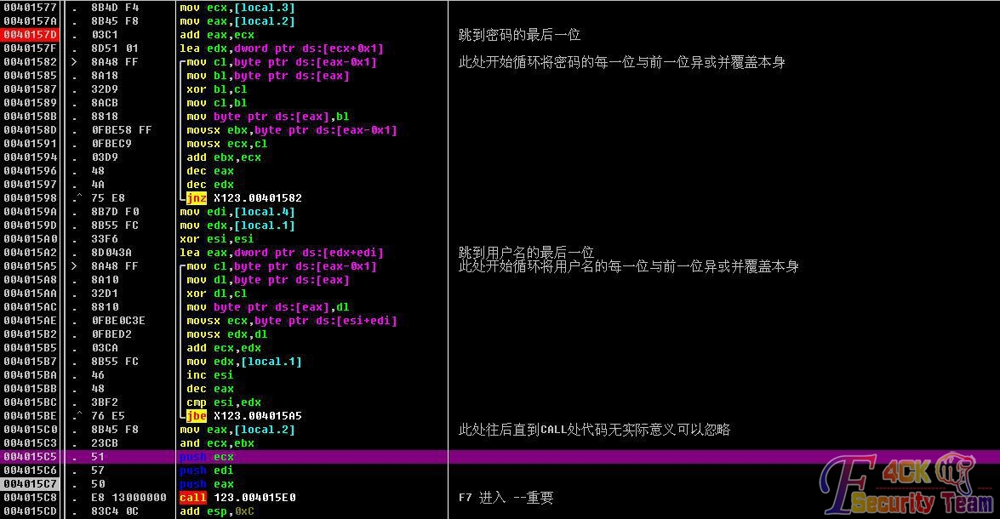 00401577 . 8B4D F4 mov ecx,[local.3]
0040157A . 8B45 F8 mov eax,[local.2]
0040157D . 03C1 add eax,ecx 跳到密码的最后一位
0040157F . 8D51 01 lea edx,dword ptr ds:[ecx+0x1]
00401582 > 8A48 FF mov cl,byte ptr ds:[eax-0x1] 此处开始循环将密码的每一位与前一位异或并覆盖本身
00401585 . 8A18 mov bl,byte ptr ds:[eax]
00401587 . 32D9 xor bl,cl
00401589 . 8ACB mov cl,bl
0040158B . 8818 mov byte ptr ds:[eax],bl
0040158D . 0FBE58 FF movsx ebx,byte ptr ds:[eax-0x1]
00401591 . 0FBEC9 movsx ecx,cl
00401594 . 03D9 add ebx,ecx
00401596 . 48 dec eax
00401597 . 4A dec edx
00401598 .^ 75 E8 jnz X123.00401582
0040159A . 8B7D F0 mov edi,[local.4]
0040159D . 8B55 FC mov edx,[local.1]
004015A0 . 33F6 xor esi,esi
004015A2 . 8D043A lea eax,dword ptr ds:[edx+edi] 跳到用户名的最后一位
004015A5 > 8A48 FF mov cl,byte ptr ds:[eax-0x1] 此处开始循环将用户名的每一位与前一位异或并覆盖本身
004015A8 . 8A10 mov dl,byte ptr ds:[eax]
004015AA . 32D1 xor dl,cl
004015AC . 8810 mov byte ptr ds:[eax],dl
004015AE . 0FBE0C3E movsx ecx,byte ptr ds:[esi+edi]
004015B2 . 0FBED2 movsx edx,dl
004015B5 . 03CA add ecx,edx
004015B7 . 8B55 FC mov edx,[local.1]
004015BA . 46 inc esi
004015BB . 48 dec eax
004015BC . 3BF2 cmp esi,edx
004015BE .^ 76 E5 jbe X123.004015A5
004015C0 . 8B45 F8 mov eax,[local.2] 此处往后直到CALL处代码无实际意义可以忽略
004015C3 . 23CB and ecx,ebx
004015C5 . 51 push ecx
004015C6 . 57 push edi
004015C7 . 50 push eax
004015C8 . E8 13000000 call 123.004015E0 F7 进入 --重要
004015CD . 83C4 0C add esp,0xC
F4CK
Security Team